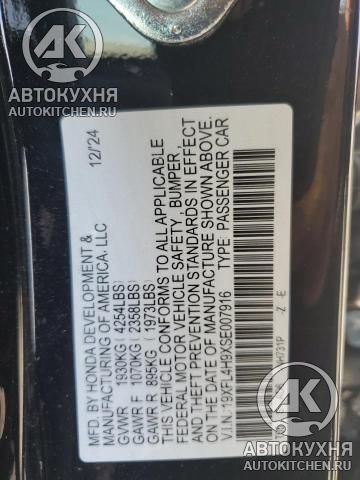 АК
АВТОКУХНЯ
AUTOKITCHEN.RU
MFD. BY HONDA DEVELOPMENT & 12/'24
MANUFACTURING OF AMERICA, LLC
GVWR 1930KG (4254LBS)
GAWR F 1070KG (2358LBS)
GAWR R 895KG (1973LBS)
THIS VEHICLE CONFORMS TO ALL APPLICABLE
FEDERAL MOTOR VEHICLE SAFETY, BUMPER,
AND THEFT PREVENTION STANDARDS IN EFFECT
ON THE DATE OF MANUFACTURE SHOWN ABOVE.
V.I.N.:19XFL4H9XSE007916 TYPE: PASSENGER CAR
Z -E
АК
АВТОКУХНЯ
AUTOKITCHEN.RU